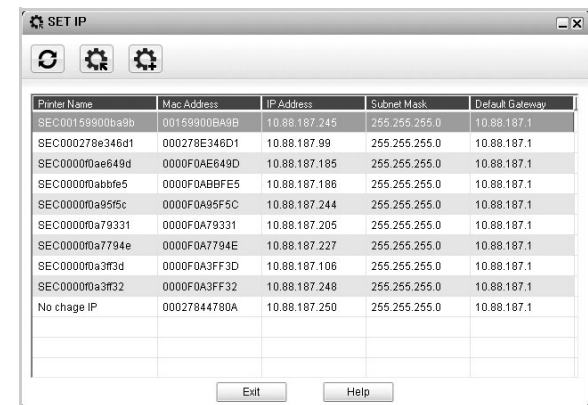 SET IP
Printer Name Mac Address IP Address Subnet Mask Default Gateway
SEC00159900ba9b 00159900BA9B 10.88.187.245 255.255.255.0 10.88.187.1
SEC000278e346d1 000278E346D1 10.88.187.99 255.255.255.0 10.88.187.1
SEC0000f0ae649d 0000F0AE649D 10.88.187.185 255.255.255.0 10.88.187.1
SEC0000f0abbfe5 0000F0ABBFE5 10.88.187.186 255.255.255.0 10.88.187.1
SEC0000f0a95f5c 0000F0A95F5C 10.88.187.244 255.255.255.0 10.88.187.1
SEC0000f0a79331 0000F0A79331 10.88.187.205 255.255.255.0 10.88.187.1
SEC0000f0a7794e 0000F0A7794E 10.88.187.227 255.255.255.0 10.88.187.1
SEC0000f0a3ff3d 0000F0A3FF3D 10.88.187.106 255.255.255.0 10.88.187.1
SEC0000f0a3ff32 0000F0A3FF32 10.88.187.248 255.255.255.0 10.88.187.1
No chage IP 00027844780A 10.88.187.250 255.255.255.0 10.88.187.1
Exit Help